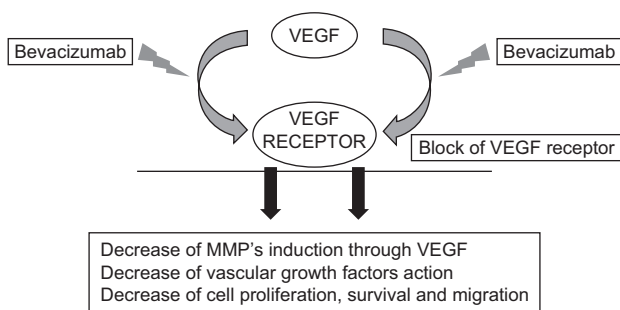 Bevacizumab
VEGF
Bevacizumab
VEGF
RECEPTOR
Block of VEGF receptor
Decrease of MMP's induction through VEGF
Decrease of vascular growth factors action
Decrease of cell proliferation, survival and migration